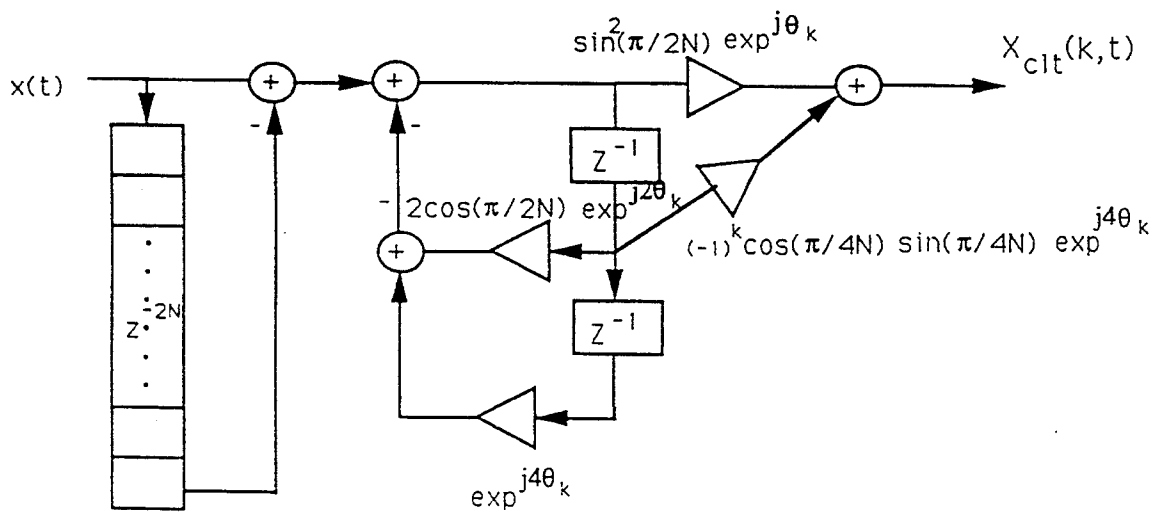 sin²(π/2N) exp^jθ_k
X_clt(k,t)
x(t)
+
+
+
-
-
Z^-1
-
2cos(π/2N) exp^j2θ_k
+
(-1)^k cos(π/4N) sin(π/4N) exp^j4θ_k
Z^-2N
Z^-1
exp^j4θ_k